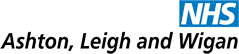 NHS
Ashton, Leigh and Wigan